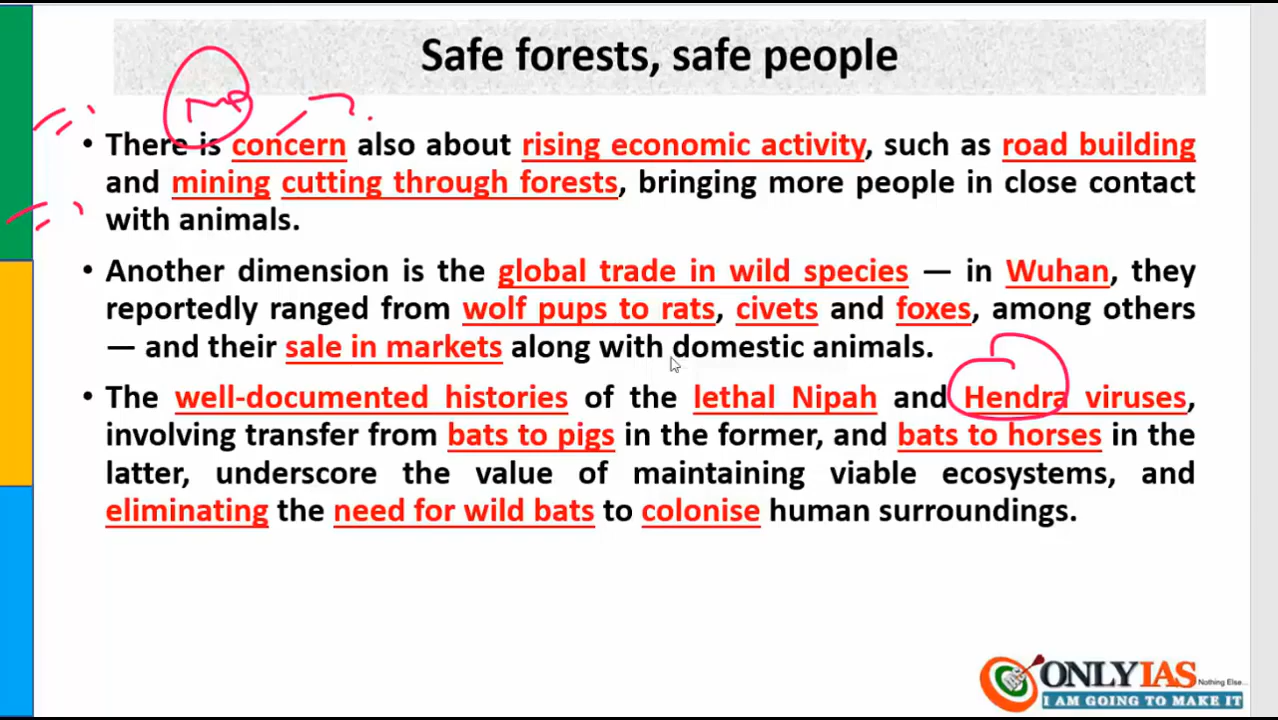 Safe forests, safe people
• There is concern also about rising economic activity, such as road building
and mining cutting through forests, bringing more people in close contact
with animals.
• Another dimension is the global trade in wild species — in Wuhan, they
reportedly ranged from wolf pups to rats, civets and foxes, among others
— and their sale in markets along with domestic animals.
• The well-documented histories of the lethal Nipah and Hendra viruses,
involving transfer from bats to pigs in the former, and bats to horses in the
latter, underscore the value of maintaining viable ecosystems, and
eliminating the need for wild bats to colonise human surroundings.
ONLYIAS Nothing Else...
I AM GOING TO MAKE IT